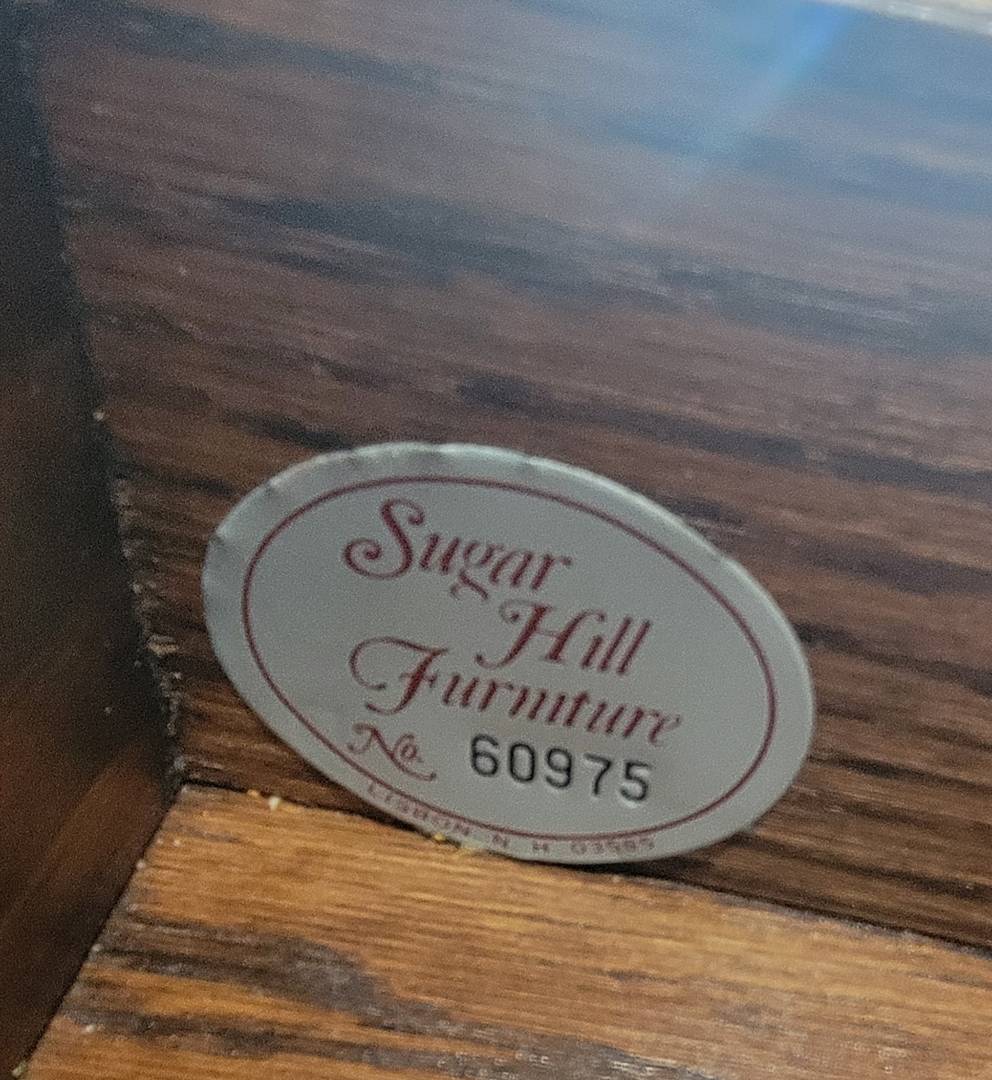 Sugar
Hill
Furniture
No. 60975
LISBON N H 03585